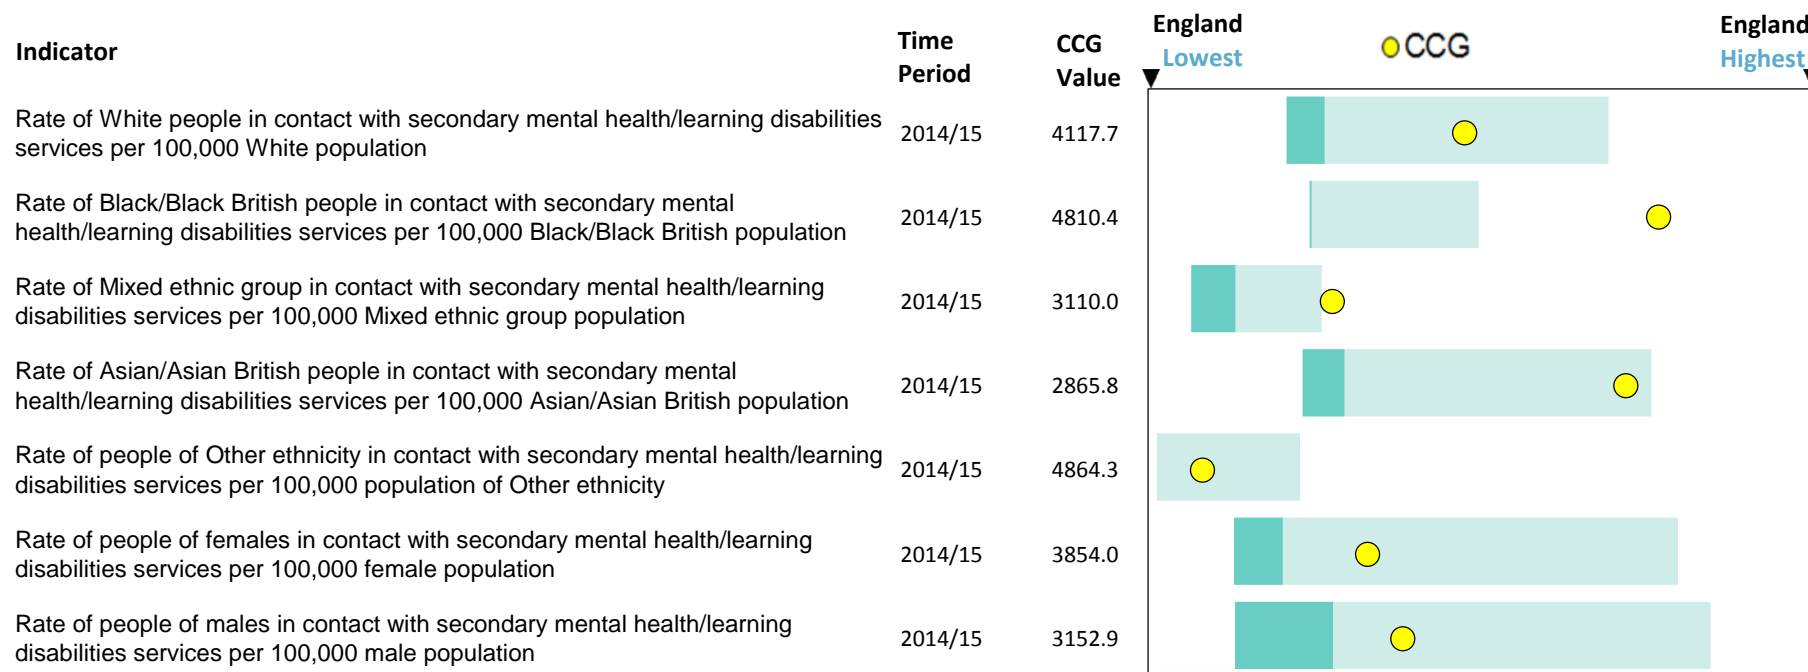 Indicator
Time
Period
CCG
Value
England
Lowest
CCG
England
Highest
Rate of White people in contact with secondary mental health/learning disabilities
services per 100,000 White population
2014/15
4117.7
Rate of Black/Black British people in contact with secondary mental
health/learning disabilities services per 100,000 Black/Black British population
2014/15
4810.4
Rate of Mixed ethnic group in contact with secondary mental health/learning
disabilities services per 100,000 Mixed ethnic group population
2014/15
3110.0
Rate of Asian/Asian British people in contact with secondary mental
health/learning disabilities services per 100,000 Asian/Asian British population
2014/15
2865.8
Rate of people of Other ethnicity in contact with secondary mental health/learning
disabilities services per 100,000 population of Other ethnicity
2014/15
4864.3
Rate of people of females in contact with secondary mental health/learning
disabilities services per 100,000 female population
2014/15
3854.0
Rate of people of males in contact with secondary mental health/learning
disabilities services per 100,000 male population
2014/15
3152.9